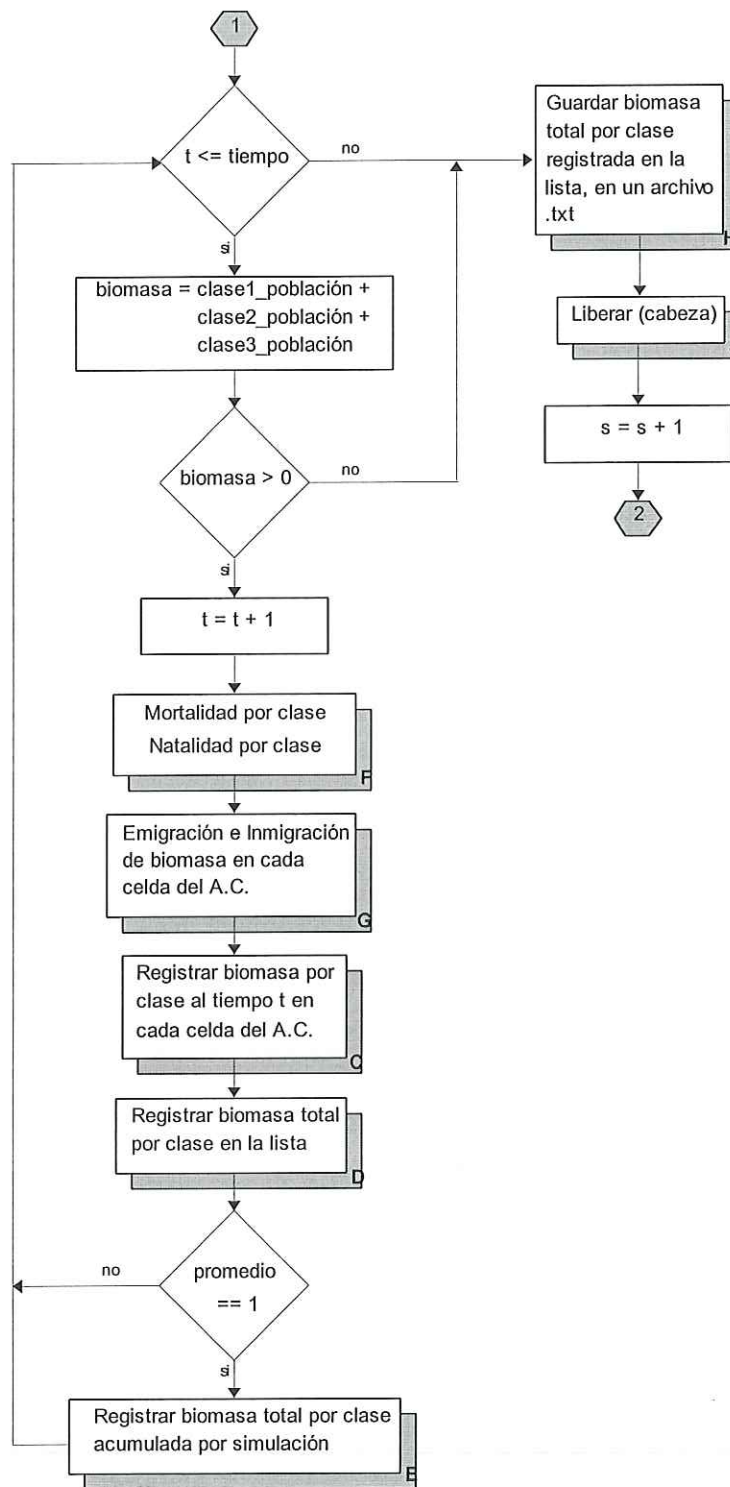 1
t <= tiempo
no
si
biomasa = clase1_población +
clase2_población +
clase3_población
biomasa > 0
no
si
t = t + 1
Mortalidad por clase
Natalidad por clase
F
Emigración e Inmigración
de biomasa en cada
celda del A.C.
G
Registrar biomasa por
clase al tiempo t en
cada celda del A.C.
C
Registrar biomasa total
por clase en la lista
D
promedio
== 1
no
si
Registrar biomasa total por clase
acumulada por simulación
E
Guardar biomasa
total por clase
registrada en la
lista, en un archivo
.txt
H
Liberar (cabeza)
s = s + 1
2